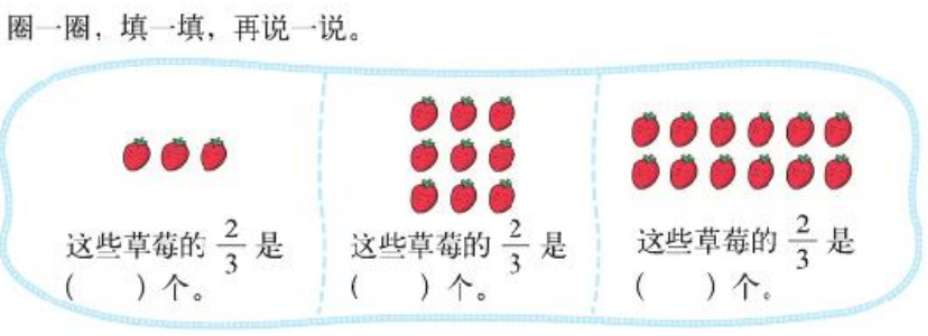 圈一圈，填一填，再说一说。
这些草莓的 2/3 是
(　　) 个。
这些草莓的 2/3 是
(　　) 个。
这些草莓的 2/3 是
(　　) 个。